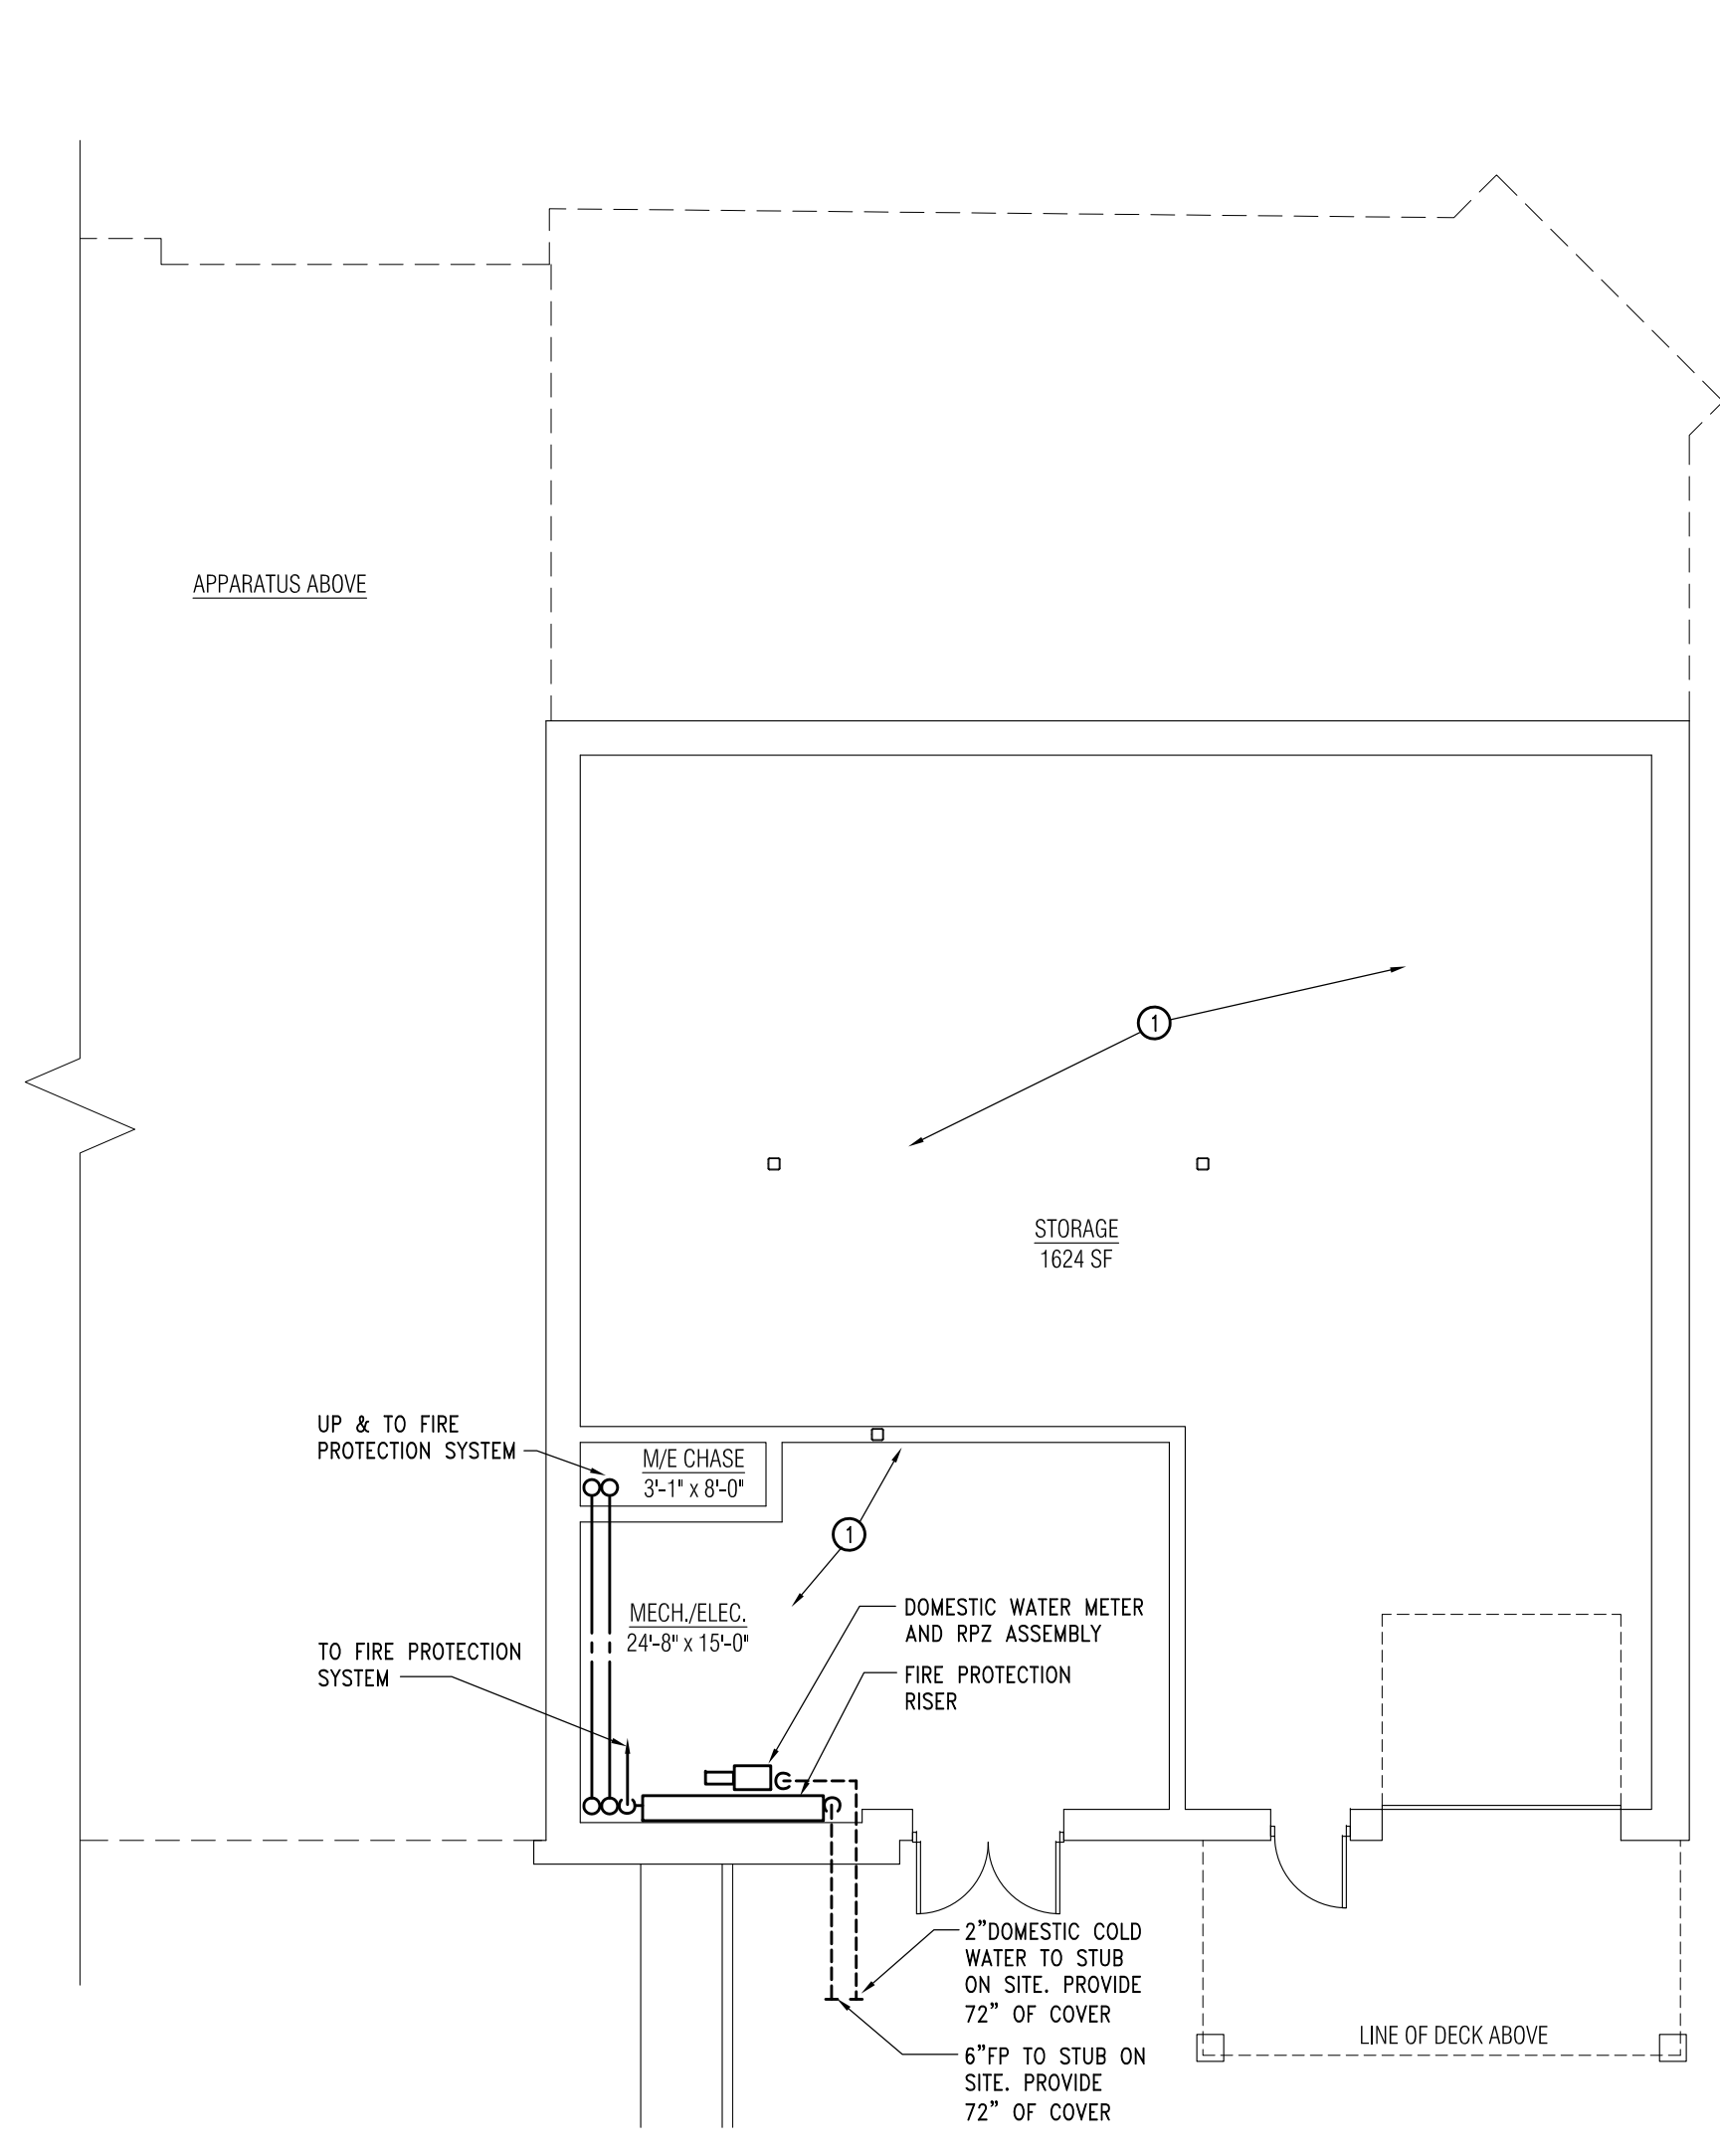 APPARATUS ABOVE
1
STORAGE
1624 SF
UP & TO FIRE
PROTECTION SYSTEM
M/E CHASE
3'-1" x 8'-0"
1
MECH./ELEC.
24'-8" x 15'-0"
DOMESTIC WATER METER
AND RPZ ASSEMBLY
TO FIRE PROTECTION
SYSTEM
FIRE PROTECTION
RISER
2"DOMESTIC COLD
WATER TO STUB
ON SITE. PROVIDE
72" OF COVER
LINE OF DECK ABOVE
6"FP TO STUB ON
SITE. PROVIDE
72" OF COVER